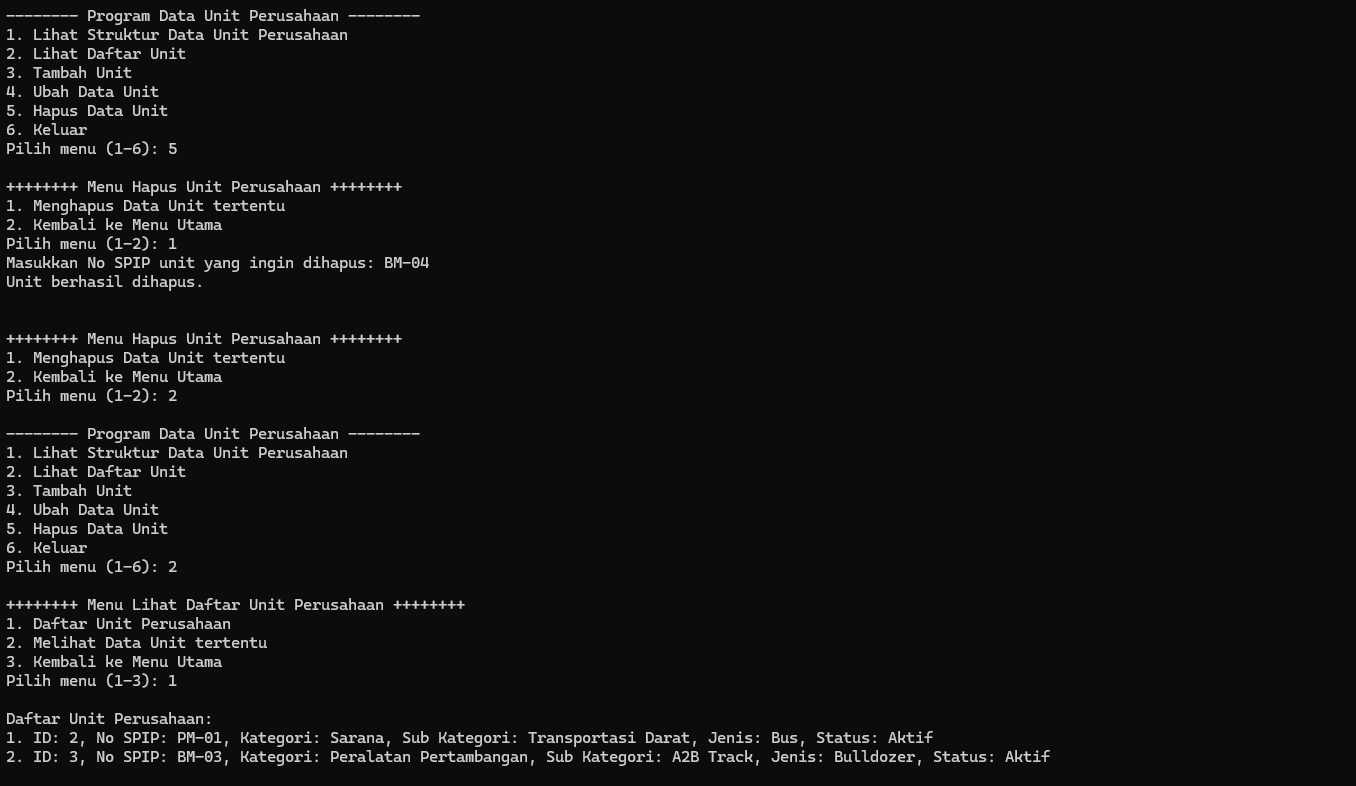 -------- Program Data Unit Perusahaan --------
1. Lihat Struktur Data Unit Perusahaan
2. Lihat Daftar Unit
3. Tambah Unit
4. Ubah Data Unit
5. Hapus Data Unit
6. Keluar
Pilih menu (1-6): 5
++++++++ Menu Hapus Unit Perusahaan ++++++++
1. Menghapus Data Unit tertentu
2. Kembali ke Menu Utama
Pilih menu (1-2): 1
Masukkan No SPIP unit yang ingin dihapus: BM-04
Unit berhasil dihapus.
++++++++ Menu Hapus Unit Perusahaan ++++++++
1. Menghapus Data Unit tertentu
2. Kembali ke Menu Utama
Pilih menu (1-2): 2
-------- Program Data Unit Perusahaan --------
1. Lihat Struktur Data Unit Perusahaan
2. Lihat Daftar Unit
3. Tambah Unit
4. Ubah Data Unit
5. Hapus Data Unit
6. Keluar
Pilih menu (1-6): 2
++++++++ Menu Lihat Daftar Unit Perusahaan ++++++++
1. Daftar Unit Perusahaan
2. Melihat Data Unit tertentu
3. Kembali ke Menu Utama
Pilih menu (1-3): 1
Daftar Unit Perusahaan:
1. ID: 2, No SPIP: PM-01, Kategori: Sarana, Sub Kategori: Transportasi Darat, Jenis: Bus, Status: Aktif
2. ID: 3, No SPIP: BM-03, Kategori: Peralatan Pertambangan, Sub Kategori: A2B Track, Jenis: Bulldozer, Status: Aktif